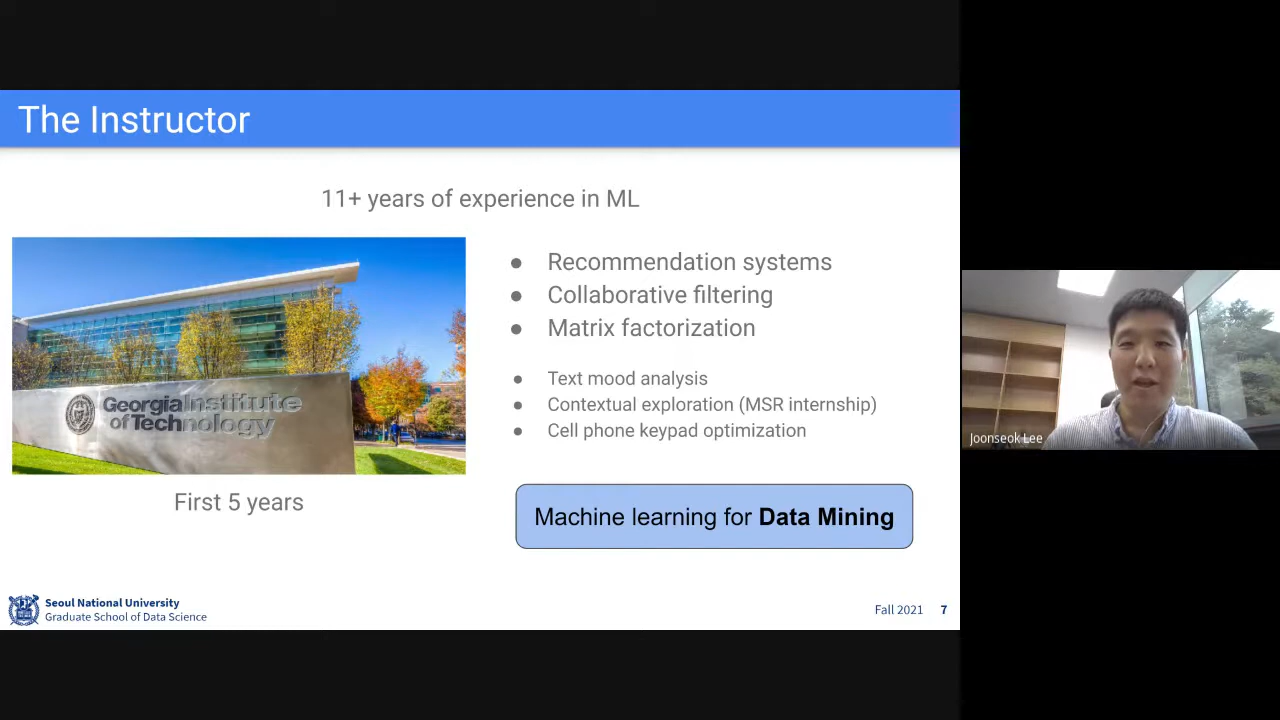 The Instructor
11+ years of experience in ML
Georgia Institute
of Technology
First 5 years
● Recommendation systems
● Collaborative filtering
● Matrix factorization
● Text mood analysis
● Contextual exploration (MSR internship)
● Cell phone keypad optimization
Machine learning for Data Mining
Joonseok Lee
Seoul National University
Graduate School of Data Science
Fall 2021 7